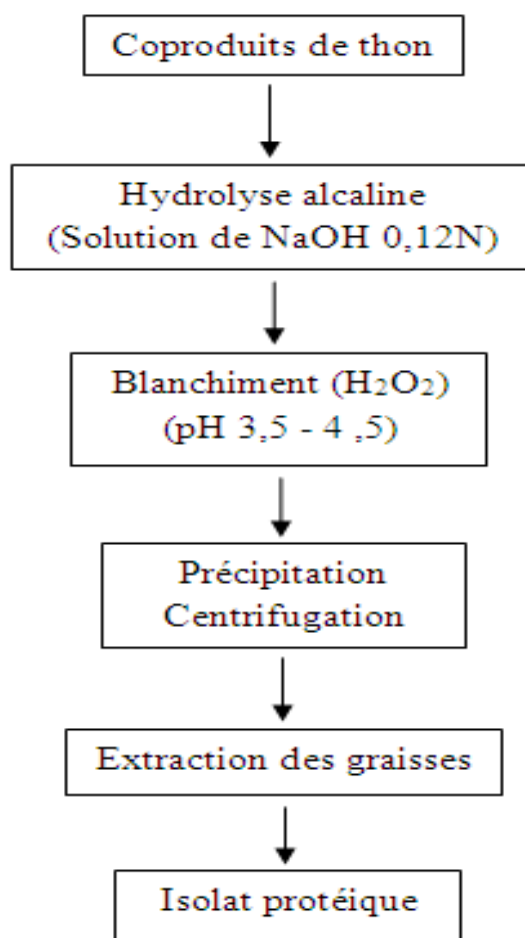 Coproduits de thon
Hydrolyse alcaline
(Solution de NaOH 0,12N)
Blanchiment (H₂O₂)
(pH 3,5 - 4 ,5)
Précipitation
Centrifugation
Extraction des graisses
Isolat protéique